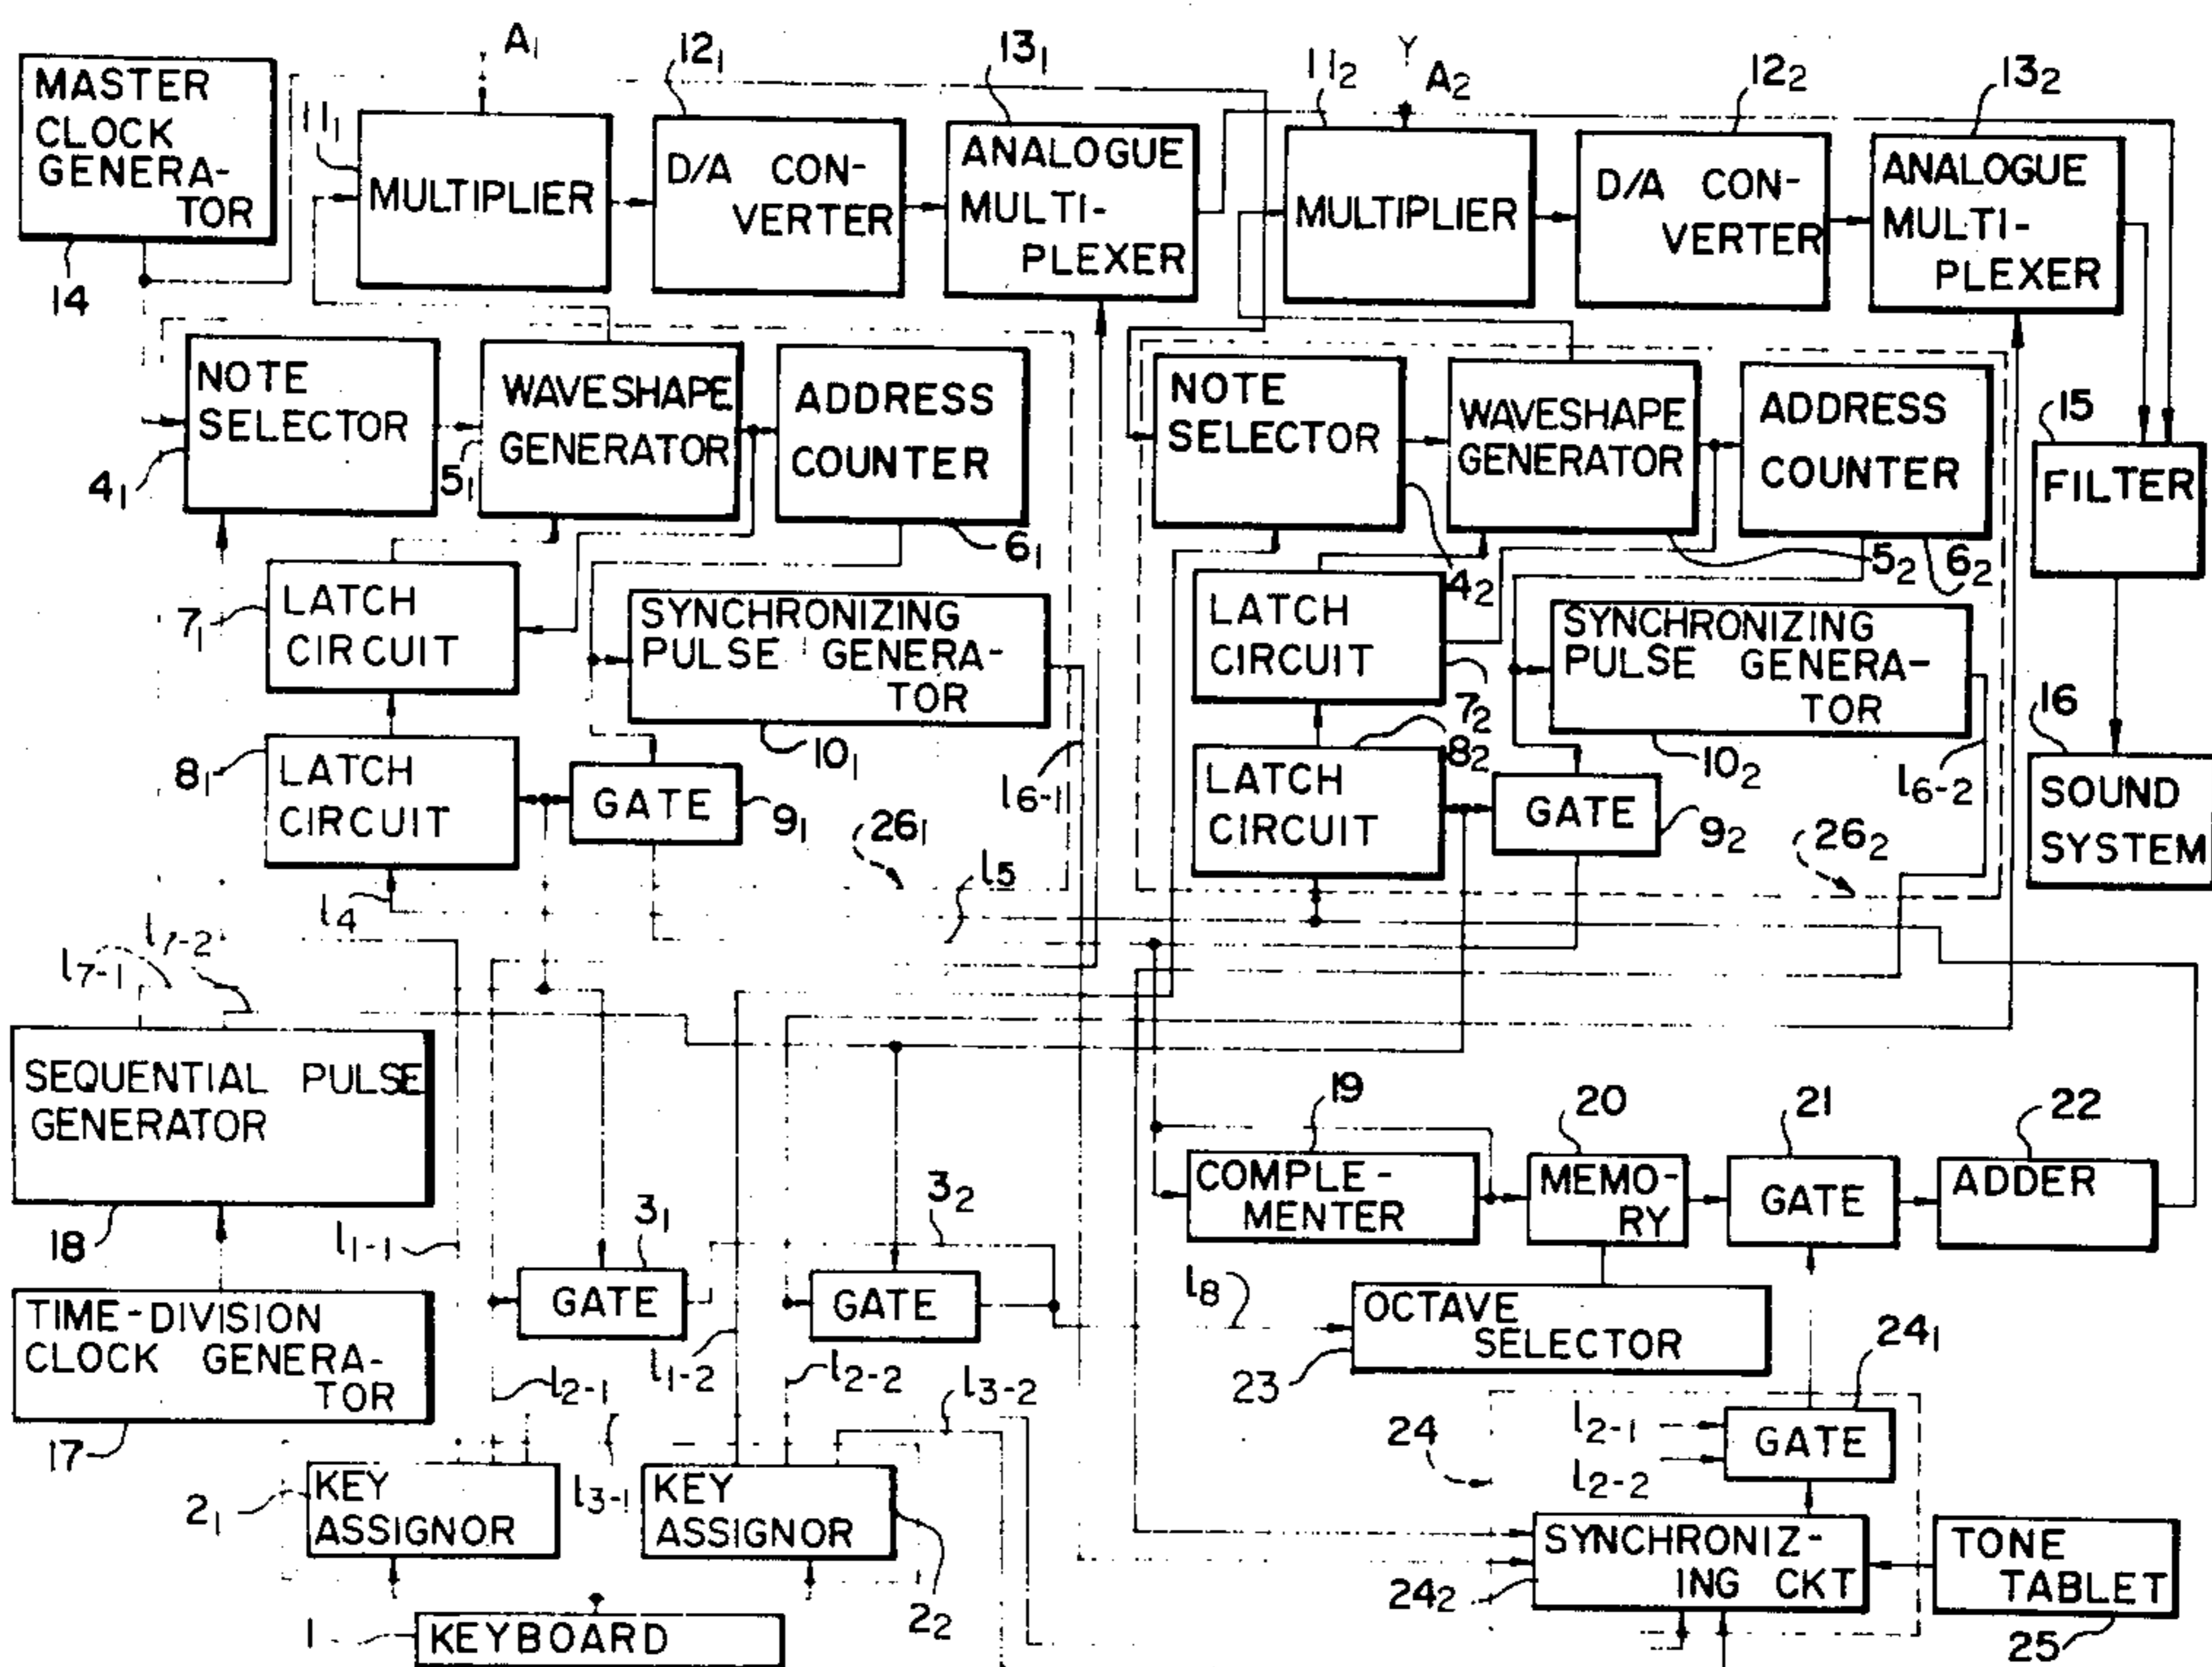 A₁
12₁
13₁
11₂
Y
A₂
12₂
13₂
MASTER
CLOCK
GENERA-
TOR
14
11₁
MULTIPLIER
D/A CON-
VERTER
ANALOGUE
MULTI-
PLEXER
MULTIPLIER
D/A CON-
VERTER
ANALOGUE
MULTI-
PLEXER
NOTE
SELECTOR
4₁
WAVESHAPE
GENERATOR
5₁
ADDRESS
COUNTER
6₁
NOTE
SELECTOR
4₂
WAVESHAPE
GENERATOR
5₂
ADDRESS
COUNTER
6₂
15
FILTER
LATCH
CIRCUIT
7₁
SYNCHRONIZING
PULSE GENERA-
TOR
10₁
LATCH
CIRCUIT
7₂
SYNCHRONIZING
PULSE GENERA-
TOR
10₂
16
SOUND
SYSTEM
LATCH
CIRCUIT
8₁
GATE
9₁
26₁
l₆₋₁
LATCH
CIRCUIT
8₂
GATE
9₂
26₂
l₆₋₂
l₄
l₅
l₇₋₁
l₇₋₂
SEQUENTIAL PULSE
GENERATOR
18
l₁₋₁
3₁
GATE
3₂
GATE
19
COMPLE-
MENTER
20
MEMO-
RY
21
GATE
22
ADDER
TIME-DIVISION
CLOCK GENERA-
TOR
17
l₂₋₁
l₁₋₂
l₂₋₂
l₃₋₂
l₈
OCTAVE
SELECTOR
23
24₁
24
l₂₋₁
l₂₋₂
GATE
2₁
KEY
ASSIGNOR
l₃₋₁
KEY
ASSIGNOR
2₂
SYNCHRONIZ-
ING CKT
24₂
TONE
TABLET
25
1
KEYBOARD